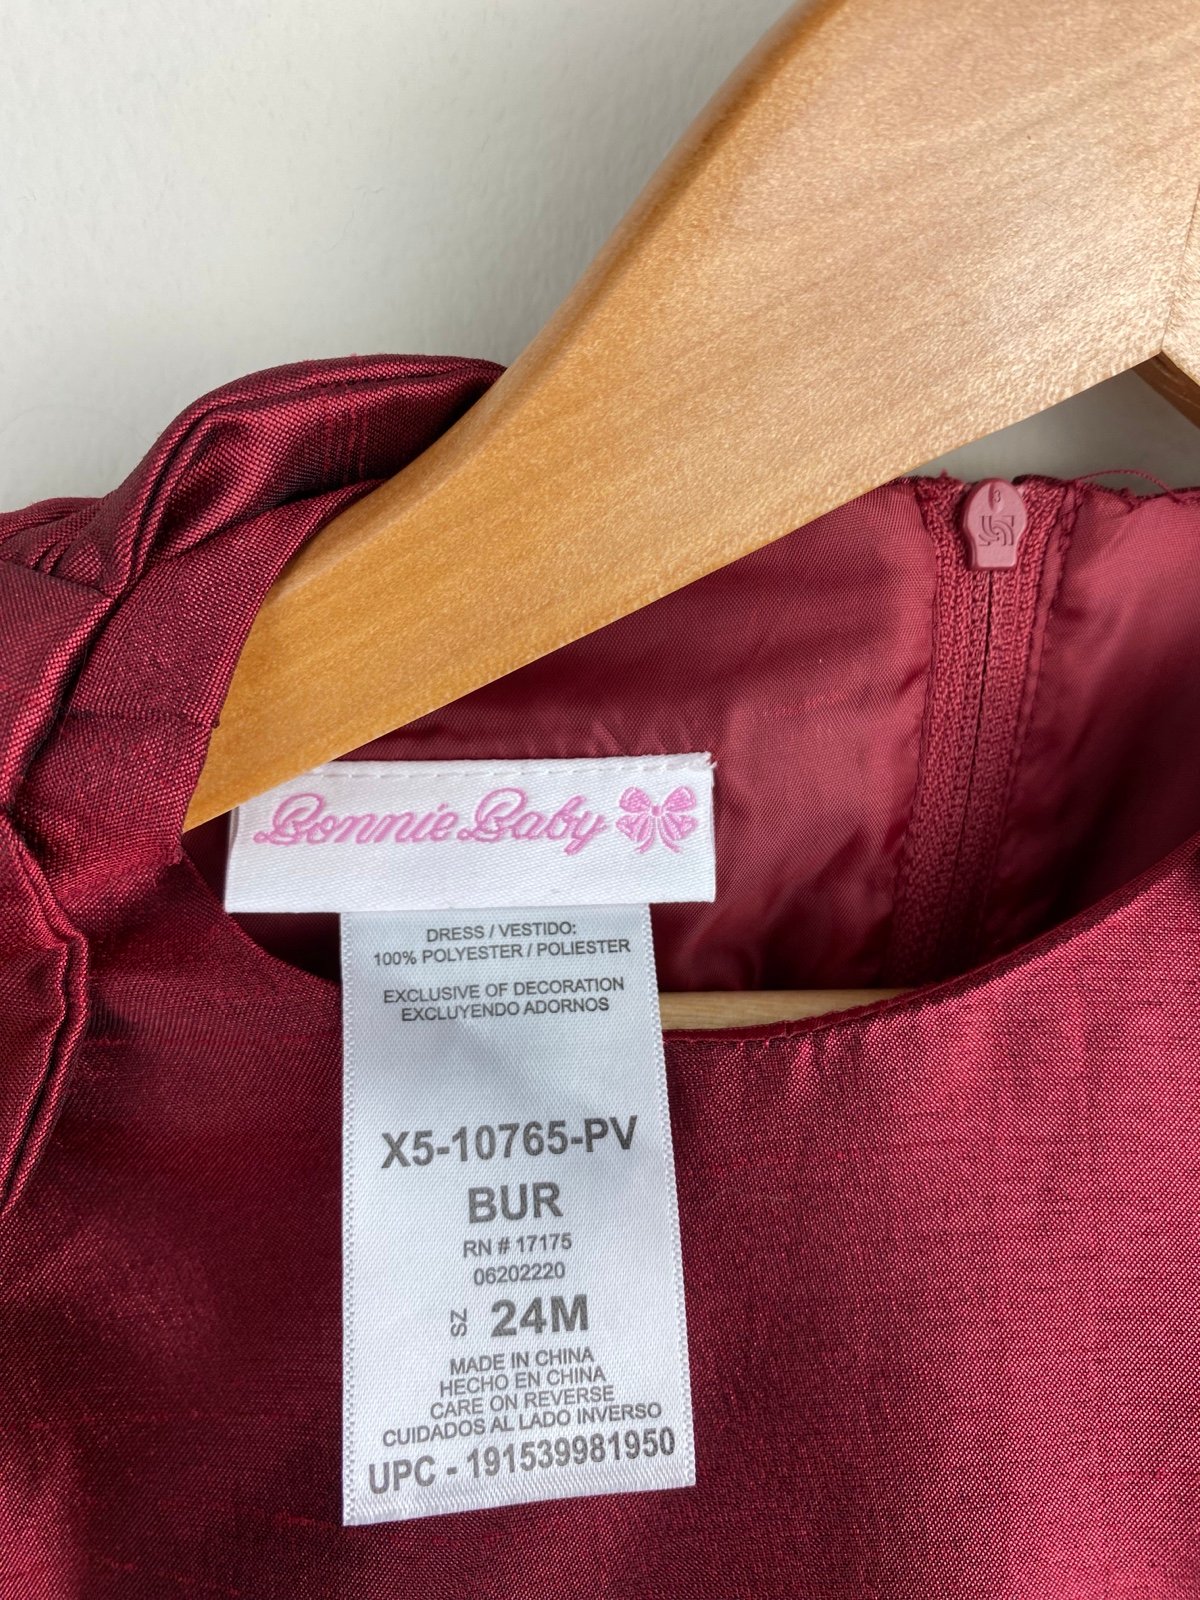 Bonnie Baby
DRESS / VESTIDO:
100% POLYESTER / POLIESTER
EXCLUSIVE OF DECORATION
EXCLUYENDO ADORNOS
X5-10765-PV
BUR
RN # 17175
06202220
SZ 24M
MADE IN CHINA
HECHO EN CHINA
CARE ON REVERSE
CUIDADOS AL LADO INVERSO
UPC - 191539981950